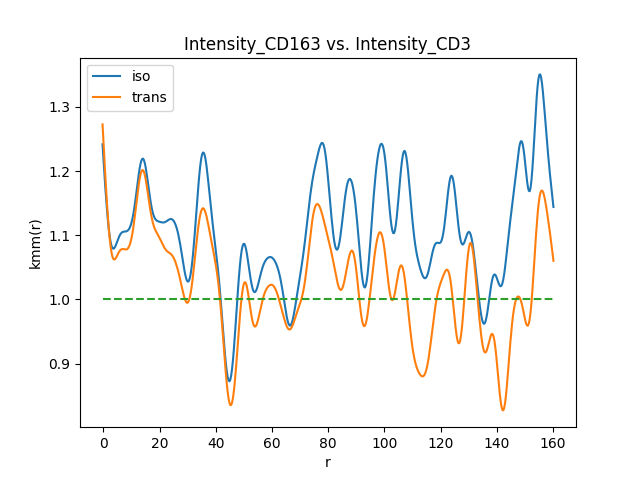 Intensity_CD163 vs. Intensity_CD3
iso
trans
1.3
1.2
1.1
1.0
0.9
kmm(r)
0 20 40 60 80 100 120 140 160
r